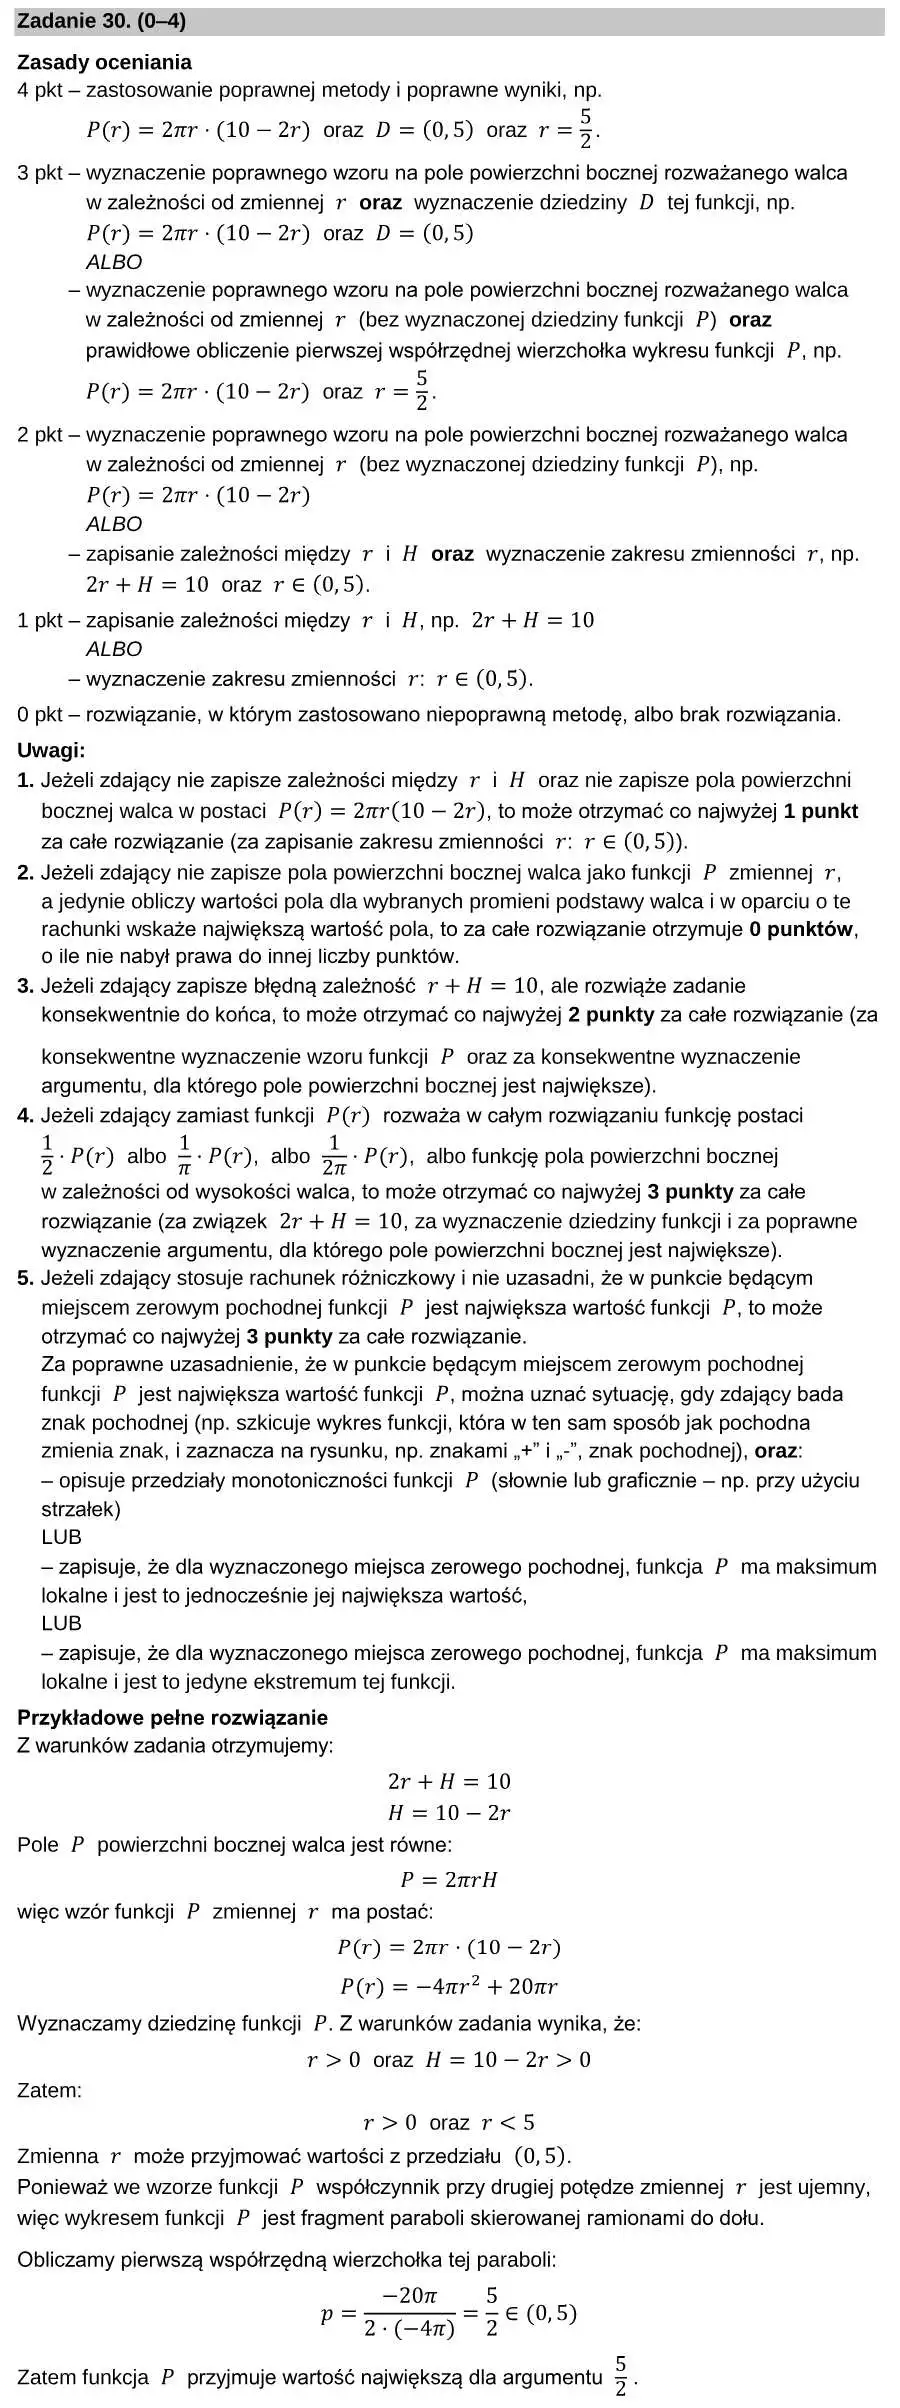 Zadanie 30. (0–4)
Zasady oceniania
4 pkt – zastosowanie poprawnej metody i poprawne wyniki, np.
P(r) = 2πr · (10 − 2r) oraz D = (0, 5) oraz r = 5/2.
3 pkt – wyznaczenie poprawnego wzoru na pole powierzchni bocznej rozważanego walca
w zależności od zmiennej r oraz wyznaczenie dziedziny D tej funkcji, np.
P(r) = 2πr · (10 − 2r) oraz D = (0, 5)
ALBO
– wyznaczenie poprawnego wzoru na pole powierzchni bocznej rozważanego walca
w zależności od zmiennej r (bez wyznaczonej dziedziny funkcji P) oraz
prawidłowe obliczenie pierwszej współrzędnej wierzchołka wykresu funkcji P, np.
P(r) = 2πr · (10 − 2r) oraz r = 5/2.
2 pkt – wyznaczenie poprawnego wzoru na pole powierzchni bocznej rozważanego walca
w zależności od zmiennej r (bez wyznaczonej dziedziny funkcji P), np.
P(r) = 2πr · (10 − 2r)
ALBO
– zapisanie zależności między r i H oraz wyznaczenie zakresu zmienności r, np.
2r + H = 10 oraz r ∈ (0, 5).
1 pkt – zapisanie zależności między r i H, np. 2r + H = 10
ALBO
– wyznaczenie zakresu zmienności r: r ∈ (0, 5).
0 pkt – rozwiązanie, w którym zastosowano niepoprawną metodę, albo brak rozwiązania.
Uwagi:
1. Jeżeli zdający nie zapisze zależności między r i H oraz nie zapisze pola powierzchni
bocznej walca w postaci P(r) = 2πr(10 − 2r), to może otrzymać co najwyżej 1 punkt
za całe rozwiązanie (za zapisanie zakresu zmienności r: r ∈ (0, 5)).
2. Jeżeli zdający nie zapisze pola powierzchni bocznej walca jako funkcji P zmiennej r,
a jedynie obliczy wartości pola dla wybranych promieni podstawy walca i w oparciu o te
rachunki wskaże największą wartość pola, to za całe rozwiązanie otrzymuje 0 punktów,
o ile nie nabył prawa do innej liczby punktów.
3. Jeżeli zdający zapisze błędną zależność r + H = 10, ale rozwiąże zadanie
konsekwentnie do końca, to może otrzymać co najwyżej 2 punkty za całe rozwiązanie (za
konsekwentne wyznaczenie wzoru funkcji P oraz za konsekwentne wyznaczenie
argumentu, dla którego pole powierzchni bocznej jest największe).
4. Jeżeli zdający zamiast funkcji P(r) rozważa w całym rozwiązaniu funkcję postaci
1/2 · P(r) albo 1/π · P(r), albo 1/2π · P(r), albo funkcję pola powierzchni bocznej
w zależności od wysokości walca, to może otrzymać co najwyżej 3 punkty za całe
rozwiązanie (za związek 2r + H = 10, za wyznaczenie dziedziny funkcji i za poprawne
wyznaczenie argumentu, dla którego pole powierzchni bocznej jest największe).
5. Jeżeli zdający stosuje rachunek różniczkowy i nie uzasadni, że w punkcie będącym
miejscem zerowym pochodnej funkcji P jest największa wartość funkcji P, to może
otrzymać co najwyżej 3 punkty za całe rozwiązanie.
Za poprawne uzasadnienie, że w punkcie będącym miejscem zerowym pochodnej
funkcji P jest największa wartość funkcji P, można uznać sytuację, gdy zdający bada
znak pochodnej (np. szkicuje wykres funkcji, która w ten sam sposób jak pochodna
zmienia znak, i zaznacza na rysunku, np. znakami „+” i „-”, znak pochodnej), oraz:
– opisuje przedziały monotoniczności funkcji P (słownie lub graficznie – np. przy użyciu
strzałek)
LUB
– zapisuje, że dla wyznaczonego miejsca zerowego pochodnej, funkcja P ma maksimum
lokalne i jest to jednocześnie jej największa wartość,
LUB
– zapisuje, że dla wyznaczonego miejsca zerowego pochodnej, funkcja P ma maksimum
lokalne i jest to jedyne ekstremum tej funkcji.
Przykładowe pełne rozwiązanie
Z warunków zadania otrzymujemy:
2r + H = 10
H = 10 − 2r
Pole P powierzchni bocznej walca jest równe:
P = 2πrH
więc wzór funkcji P zmiennej r ma postać:
P(r) = 2πr · (10 − 2r)
P(r) = −4πr² + 20πr
Wyznaczamy dziedzinę funkcji P. Z warunków zadania wynika, że:
r > 0 oraz H = 10 − 2r > 0
Zatem:
r > 0 oraz r < 5
Zmienna r może przyjmować wartości z przedziału (0, 5).
Ponieważ we wzorze funkcji P współczynnik przy drugiej potędze zmiennej r jest ujemny,
więc wykresem funkcji P jest fragment paraboli skierowanej ramionami do dołu.
Obliczamy pierwszą współrzędną wierzchołka tej paraboli:
p = −20π / 2 · (−4π) = 5/2 ∈ (0, 5)
Zatem funkcja P przyjmuje wartość największą dla argumentu 5/2.